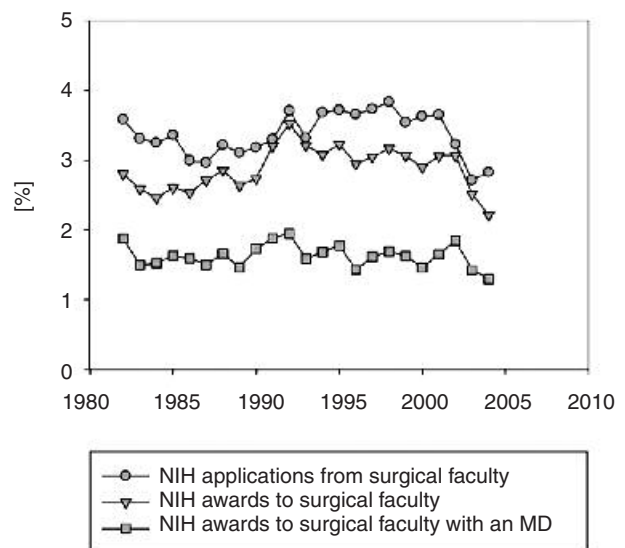 5
4
3
[%]
2
1
0
1980 1985 1990 1995 2000 2005 2010
NIH applications from surgical faculty
NIH awards to surgical faculty
NIH awards to surgical faculty with an MD